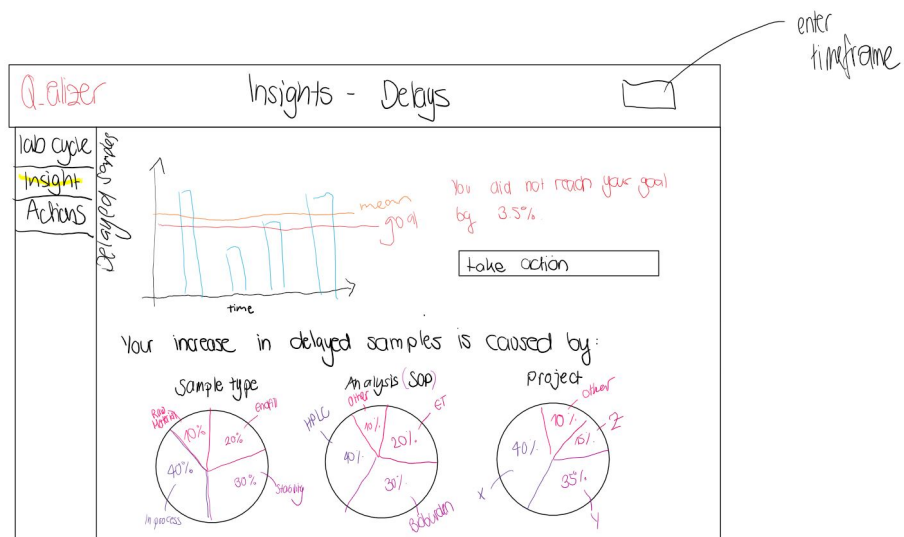 enter
timeframe
Q-alizer
Insights - Delays
lab cycle
Insight
Actions
Delayed samples
mean
goal
time
You did not reach your goal
by 3.5%
take action
Your increase in delayed samples is caused by:
Sample type
Raw
Material
10%
20%
40%
30%
Stability
In process
Analysis (SOP)
HPLC
Other
ET
10%
20%
40%
30%
Bioburden
Project
Other
10%
Z
15%
40%
35%
X
Y